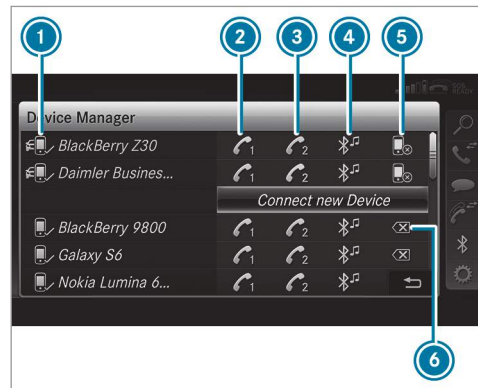 1 2 3 4 5
READY
Device Manager
BlackBerry Z30 1 2
Daimler Busines... 1 2
Connect new Device
BlackBerry 9800 1 2
Galaxy S6 1 2
Nokia Lumina 6... 1 2
6